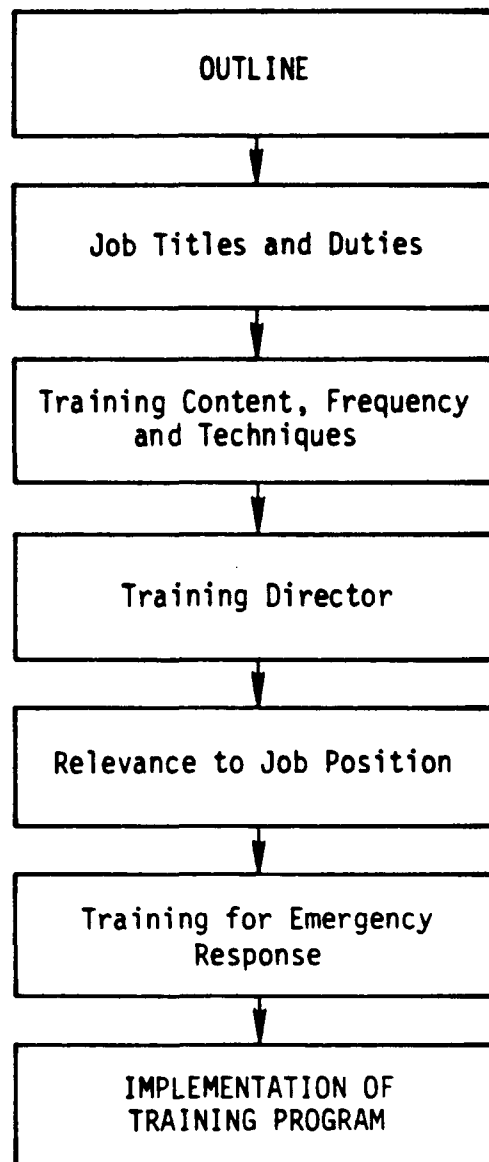 OUTLINE
Job Titles and Duties
Training Content, Frequency
and Techniques
Training Director
Relevance to Job Position
Training for Emergency
Response
IMPLEMENTATION OF
TRAINING PROGRAM